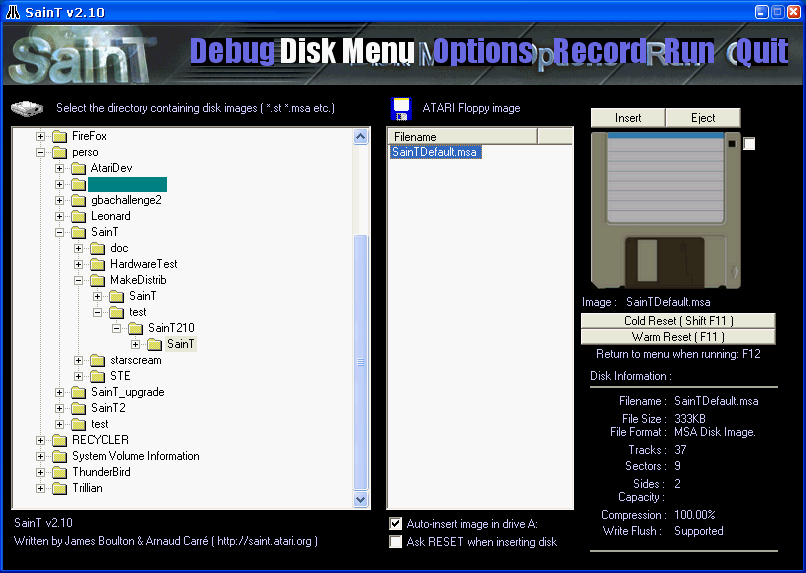 SainT v2.10
SainT
Debug Disk Menu Options Record Run Quit
Select the directory containing disk images ( *.st *.msa etc.)
ATARI Floppy image
Insert
Eject
FireFox
perso
AtariDev
gbachallenge2
Leonard
SainT
doc
HardwareTest
MakeDistrib
SainT
test
SainT210
SainT
starscream
STE
SainT_upgrade
SainT2
test
RECYCLER
System Volume Information
ThunderBird
Trillian
Filename
SainTDefault.msa
Image : SainTDefault.msa
Cold Reset ( Shift F11 )
Warm Reset ( F11 )
Return to menu when running: F12
Disk Information :
Filename : SainTDefault.msa
File Size : 333KB
File Format : MSA Disk Image.
Tracks : 37
Sectors : 9
Sides : 2
Capacity :
Compression : 100.00%
Write Flush : Supported
SainT v2.10
Written by James Boulton & Arnaud Carré ( http://saint.atari.org )
Auto-insert image in drive A:
Ask RESET when inserting disk